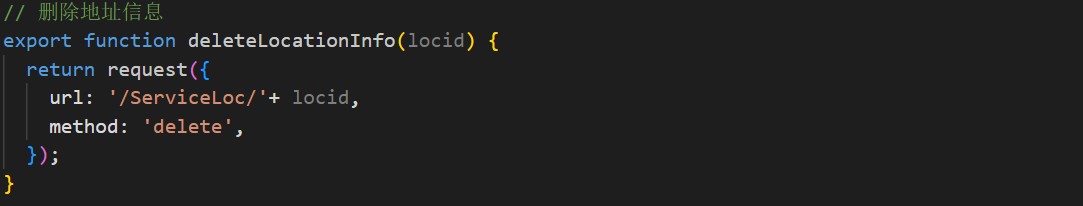 // 删除地址信息
export function deleteLocationInfo(locid) {
  return request({
    url: '/ServiceLoc/'+ locid,
    method: 'delete',
  });
}